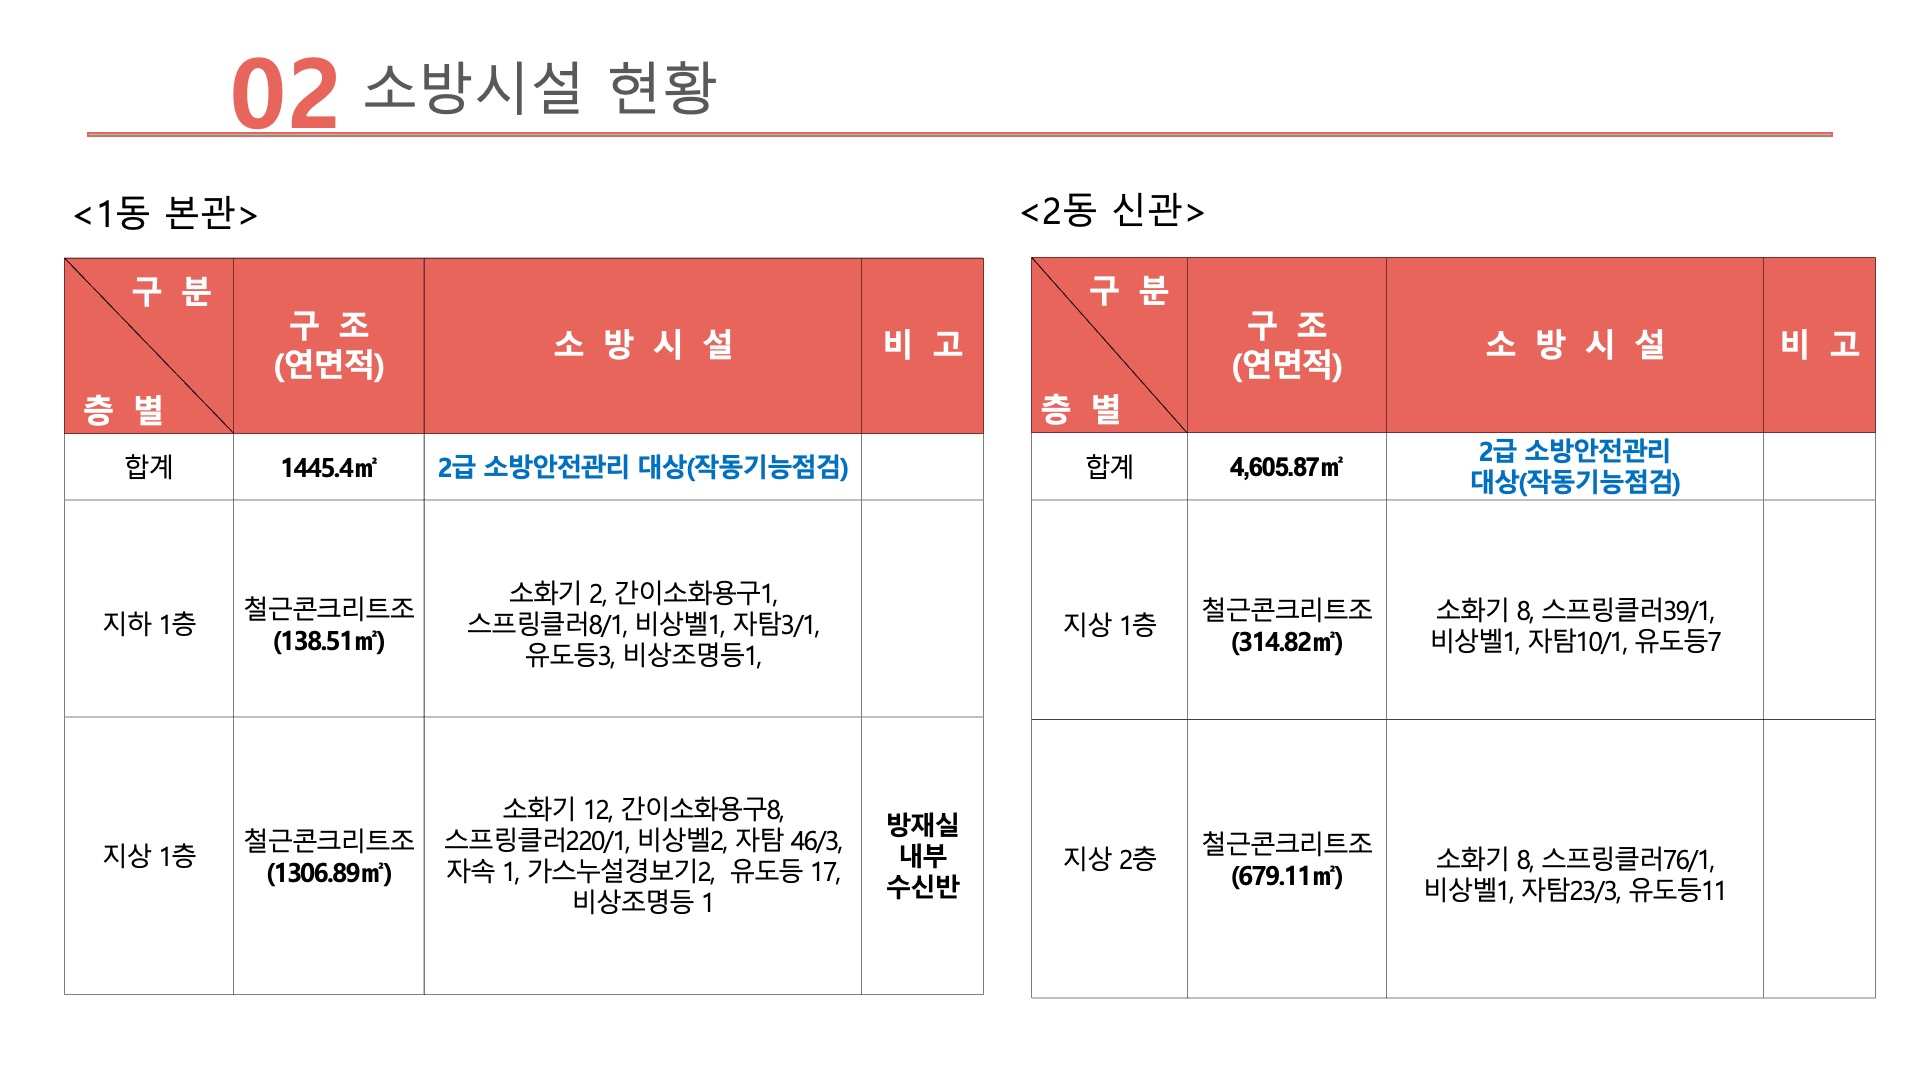 02 소방시설 현황
<1동 본관>
구 분
층 별
구 조
(연면적)
소 방 시 설
비 고
합계
1445.4㎡
2급 소방안전관리 대상(작동기능점검)
지하 1층
철근콘크리트조
(138.51㎡)
소화기 2, 간이소화용구1,
스프링클러8/1, 비상벨1, 자탐3/1,
유도등3, 비상조명등1,
지상 1층
철근콘크리트조
(1306.89㎡)
소화기 12, 간이소화용구8,
스프링클러220/1, 비상벨2, 자탐 46/3,
자속 1, 가스누설경보기2, 유도등 17,
비상조명등 1
방재실
내부
수신반
<2동 신관>
구 분
층 별
구 조
(연면적)
소 방 시 설
비 고
합계
4,605.87㎡
2급 소방안전관리
대상(작동기능점검)
지상 1층
철근콘크리트조
(314.82㎡)
소화기 8, 스프링클러39/1,
비상벨1, 자탐10/1, 유도등7
지상 2층
철근콘크리트조
(679.11㎡)
소화기 8, 스프링클러76/1,
비상벨1, 자탐23/3, 유도등11